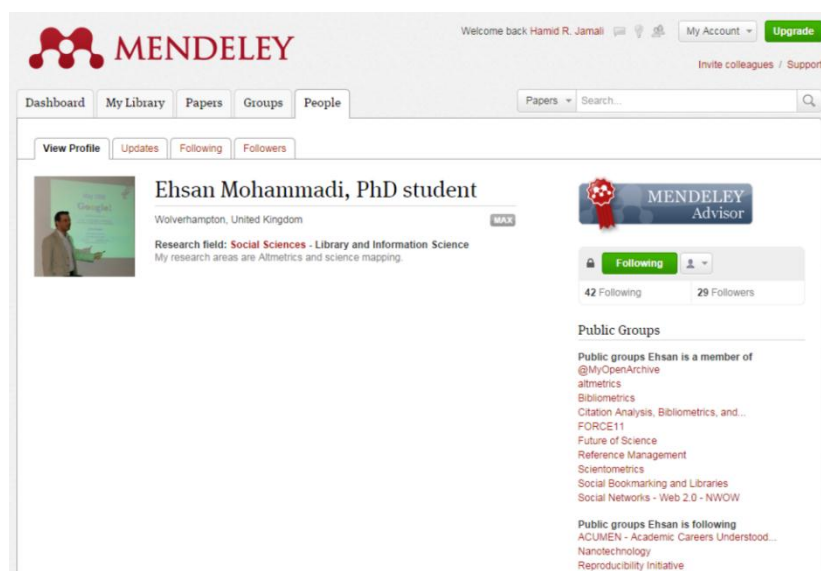 MENDELEY
Welcome back Hamid R. Jamali
My Account
Upgrade
Invite colleagues / Support
Dashboard
My Library
Papers
Groups
People
Papers
Search...
View Profile
Updates
Following
Followers
Ehsan Mohammadi, PhD student
Wolverhampton, United Kingdom
MAX
Research field: Social Sciences - Library and Information Science
My research areas are Altmetrics and science mapping.
MENDELEY
Advisor
Following
42 Following
29 Followers
Public Groups
Public groups Ehsan is a member of
@MyOpenArchive
altmetrics
Bibliometrics
Citation Analysis, Bibliometrics, and...
FORCE11
Future of Science
Reference Management
Scientometrics
Social Bookmarking and Libraries
Social Networks - Web 2.0 - NWOW
Public groups Ehsan is following
ACUMEN - Academic Careers Understood...
Nanotechnology
Reproducibility Initiative